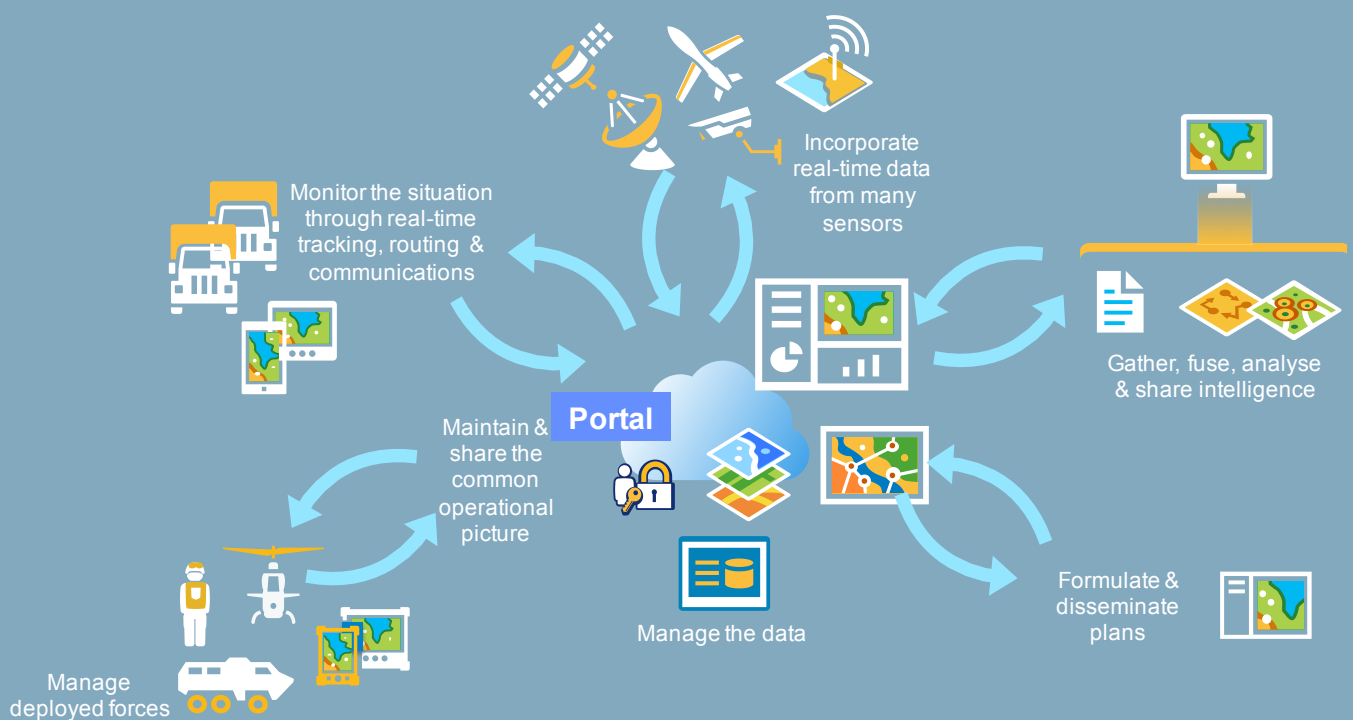 Incorporate
real-time data
from many
sensors
Monitor the situation
through real-time
tracking, routing &
communications
Gather, fuse, analyse
& share intelligence
Portal
Maintain &
share the
common
operational
picture
Manage the data
Formulate &
disseminate
plans
Manage
deployed forces